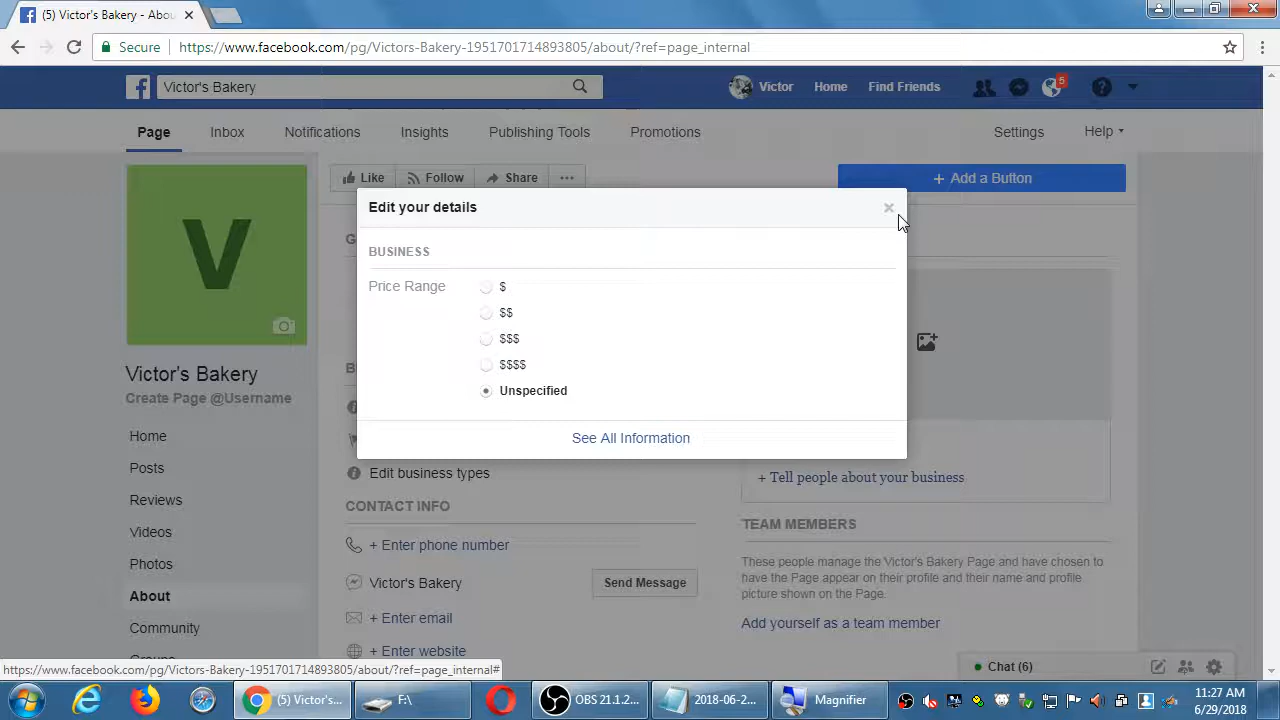 (5) Victor's Bakery - Abou
Secure
https://www.facebook.com/pg/Victors-Bakery-1951701714893805/about/?ref=page_internal
Victor's Bakery
Victor
Home
Find Friends
5
Page
Inbox
Notifications
Insights
Publishing Tools
Promotions
Settings
Help
Like
Follow
Share
+ Add a Button
V
Victor's Bakery
Create Page @Username
Home
Posts
Reviews
Videos
Photos
About
Community
Edit your details
BUSINESS
Price Range
$
$$
$$$
$$$$
Unspecified
See All Information
Edit business types
CONTACT INFO
+ Enter phone number
Victor's Bakery
Send Message
+ Enter email
+ Enter website
+ Tell people about your business
TEAM MEMBERS
These people manage the Victor's Bakery Page and have chosen to
have the Page appear on their profile and their name and profile
picture shown on the Page.
Add yourself as a team member
Chat (6)
https://www.facebook.com/pg/Victors-Bakery-1951701714893805/about/?ref=page_internal#
(5) Victor's...
F:\
OBS 21.1.2...
2018-06-2...
Magnifier
11:27 AM
6/29/2018